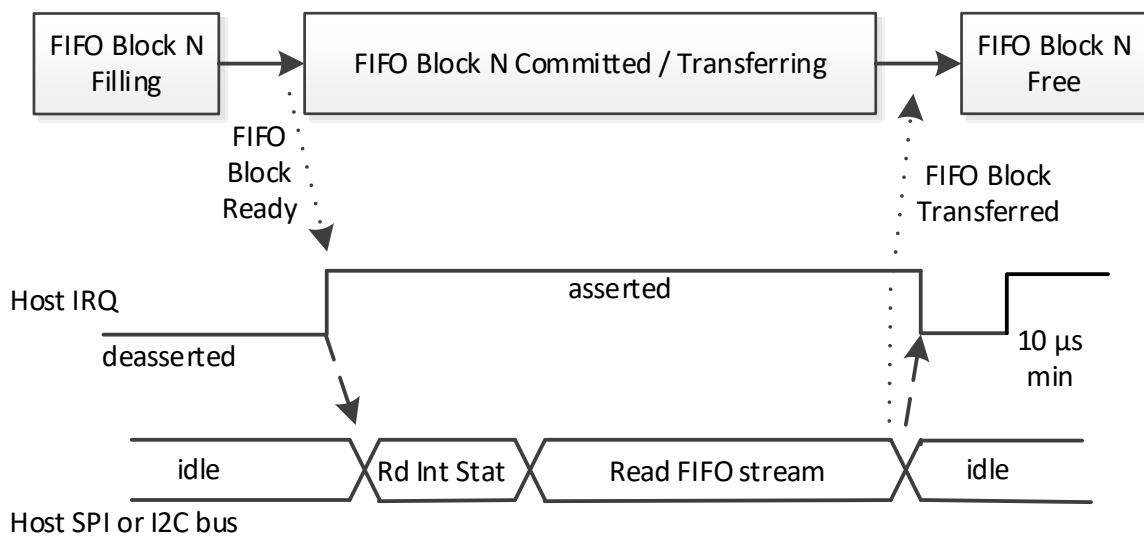 FIFO Block N
Filling
FIFO Block N Committed / Transferring
FIFO Block N
Free
FIFO
Block
Ready
FIFO Block
Transferred
Host IRQ
asserted
deasserted
10 µs
min
idle
Rd Int Stat
Read FIFO stream
idle
Host SPI or I2C bus